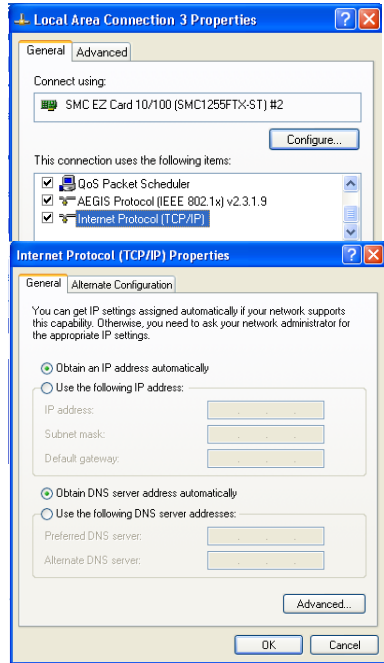 Local Area Connection 3 Properties
General
Advanced
Connect using:
SMC EZ Card 10/100 (SMC1255FTX-ST) #2
Configure...
This connection uses the following items:
QoS Packet Scheduler
AEGIS Protocol (IEEE 802.1x) v2.3.1.9
Internet Protocol (TCP/IP)
Internet Protocol (TCP/IP) Properties
General
Alternate Configuration
You can get IP settings assigned automatically if your network supports
this capability. Otherwise, you need to ask your network administrator for
the appropriate IP settings.
Obtain an IP address automatically
Use the following IP address:
IP address:
Subnet mask:
Default gateway:
Obtain DNS server address automatically
Use the following DNS server addresses:
Preferred DNS server:
Alternate DNS server:
Advanced...
OK
Cancel